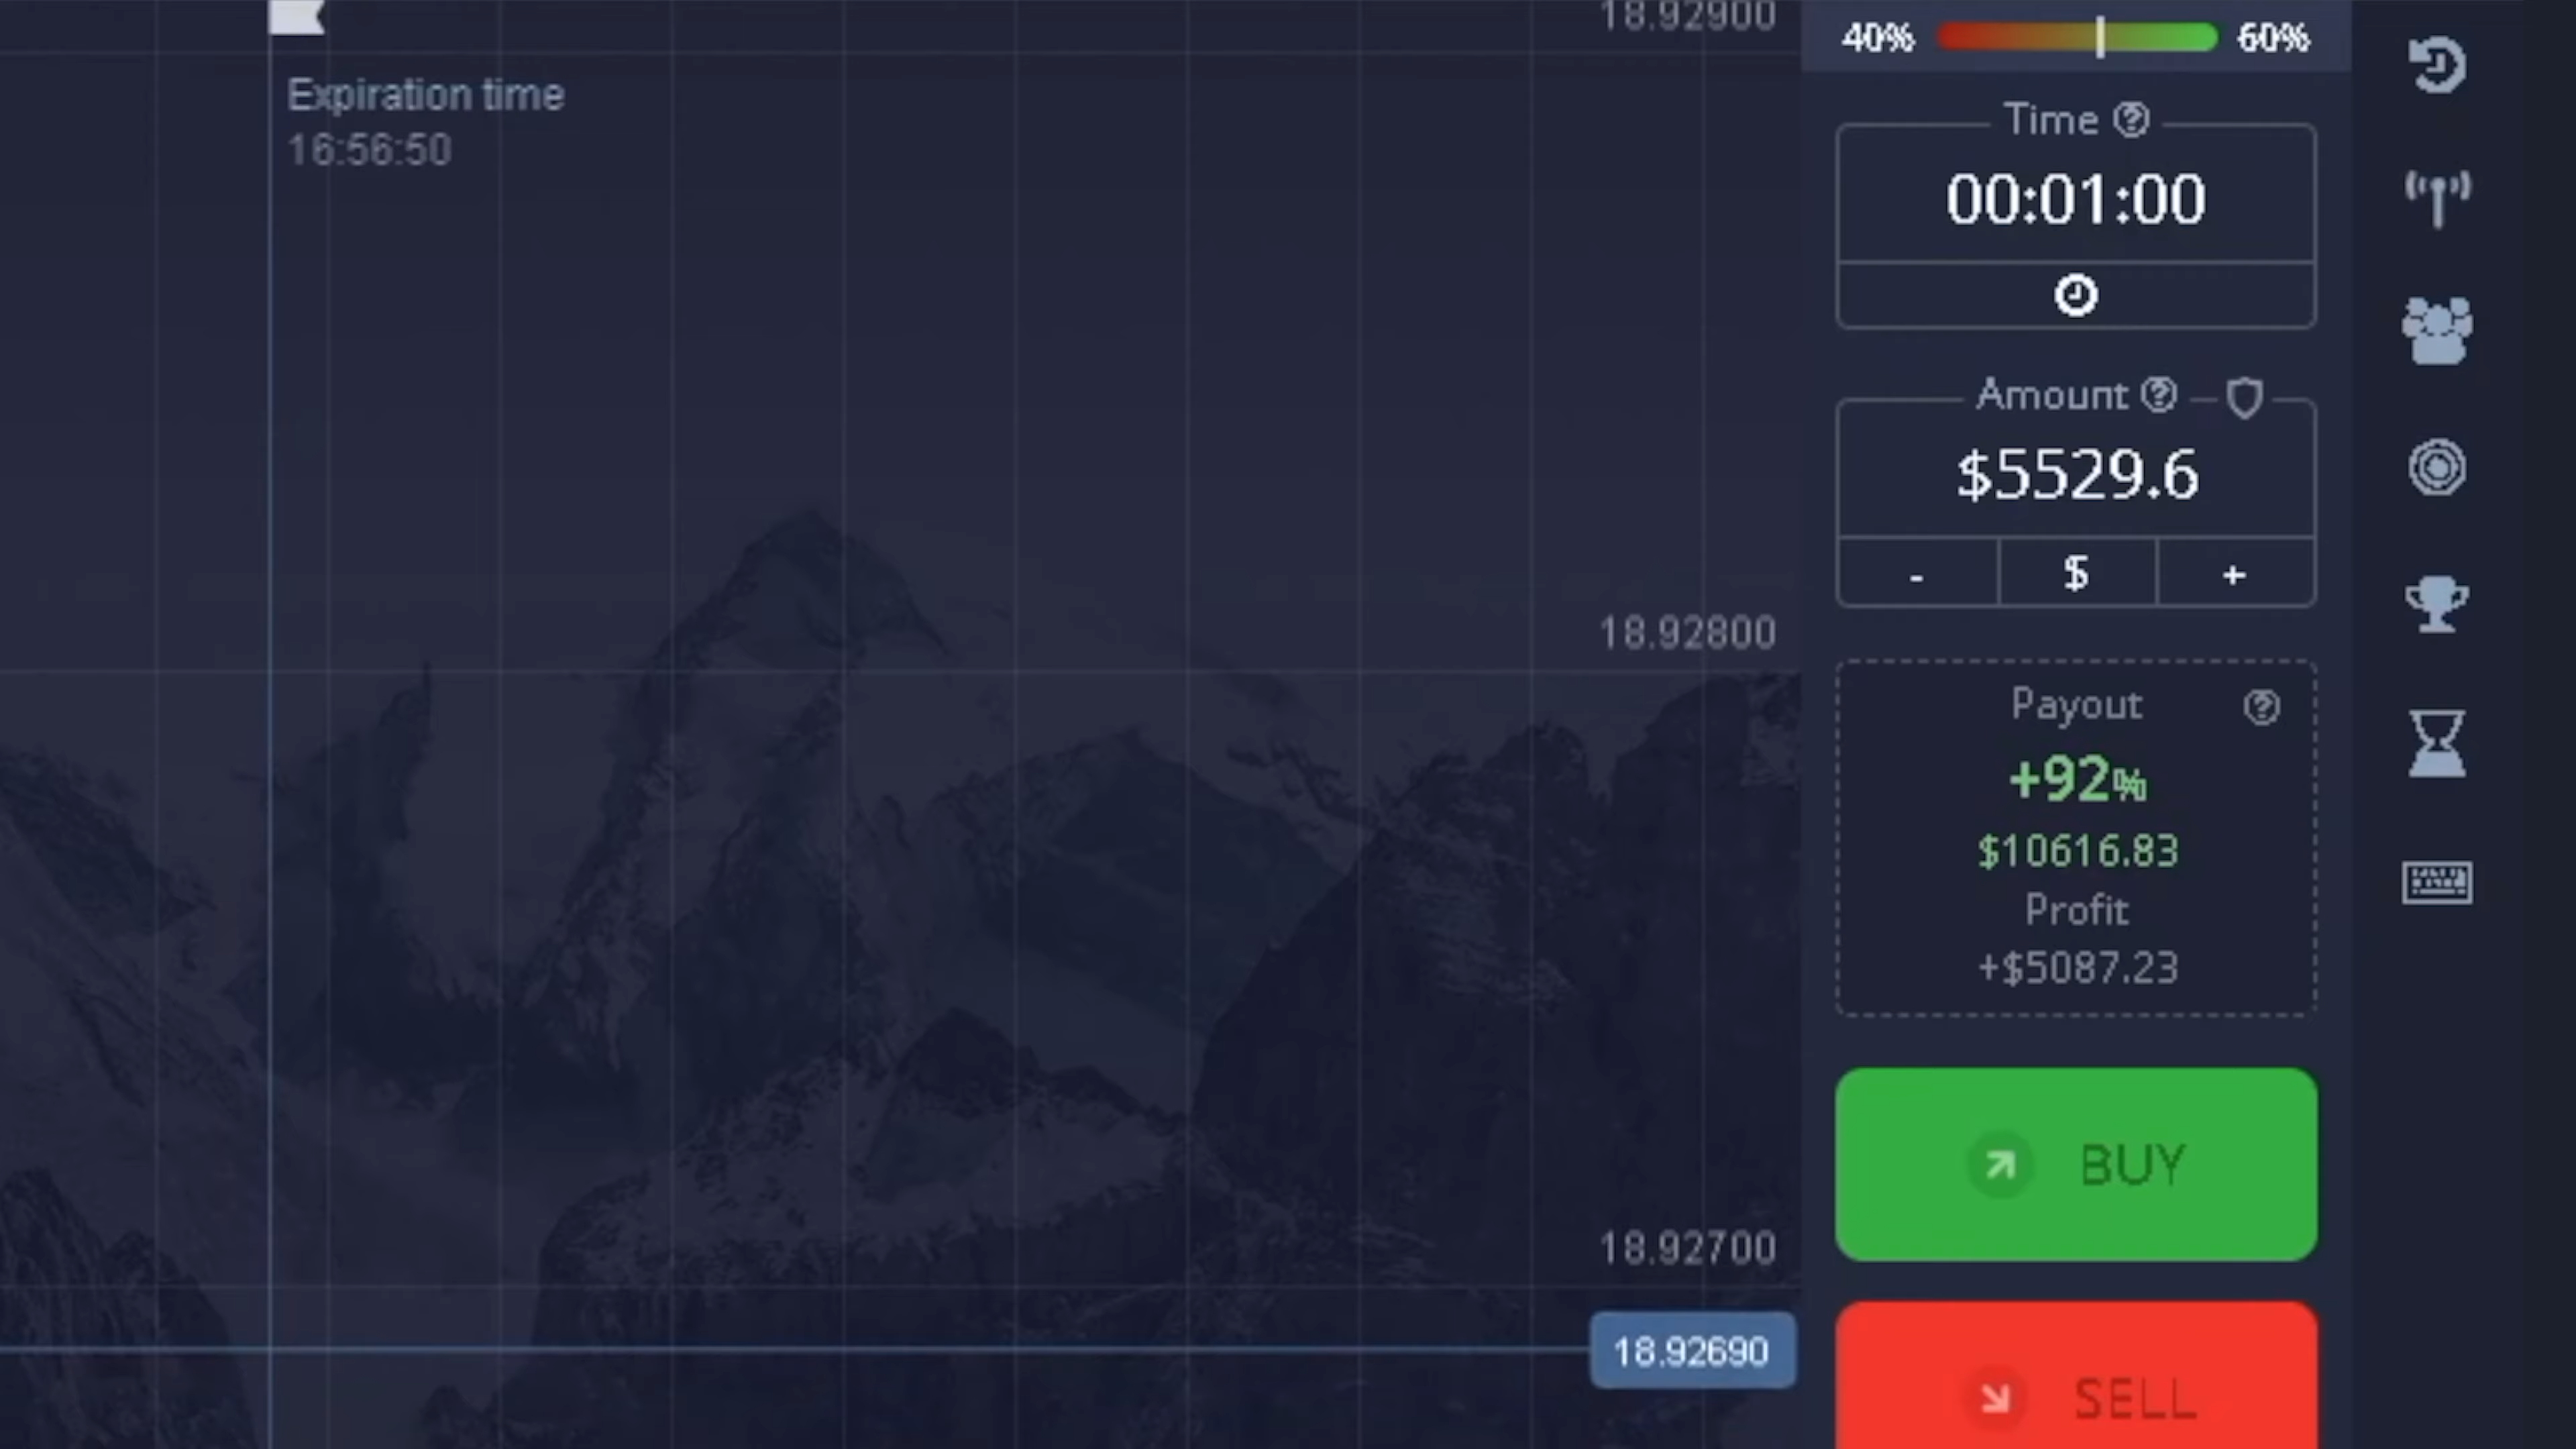 18.92900
40% 60%
Expiration time
16:56:50
Time
00:01:00
Amount
$5529.6
- $ +
18.92800
Payout
+92%
$10616.83
Profit
+$5087.23
BUY
18.92700
18.92690
SELL